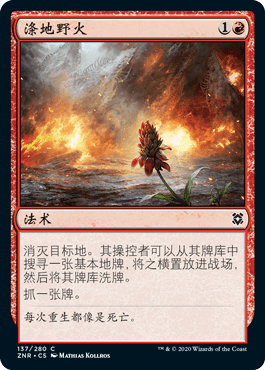 涤地野火 1
法术
消灭目标地。其操控者可以从其牌库中
搜寻一张基本地牌，将之横置放进战场，
然后将其牌库洗牌。
抓一张牌。
每次重生都像是死亡。
137/280 C
ZNR • CS Mathias Kollros
™ & © 2020 Wizards of the Coast